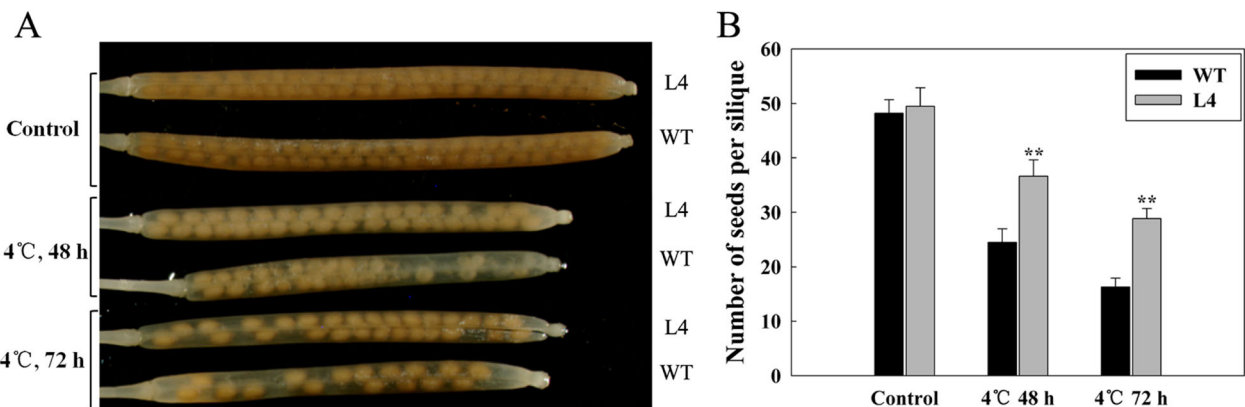 A
Control
4℃, 48 h
4℃, 72 h
L4
WT
L4
WT
L4
WT
B
Number of seeds per silique
60
50
40
30
20
10
0
WT
L4
**
**
Control
4℃ 48 h
4℃ 72 h